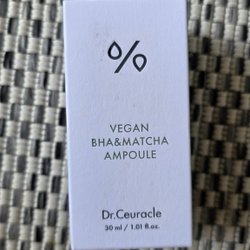 %
VEGAN
BHA&MATCHA
AMPOULE
Dr.Ceuracle
30 ml / 1.01 fl.oz.